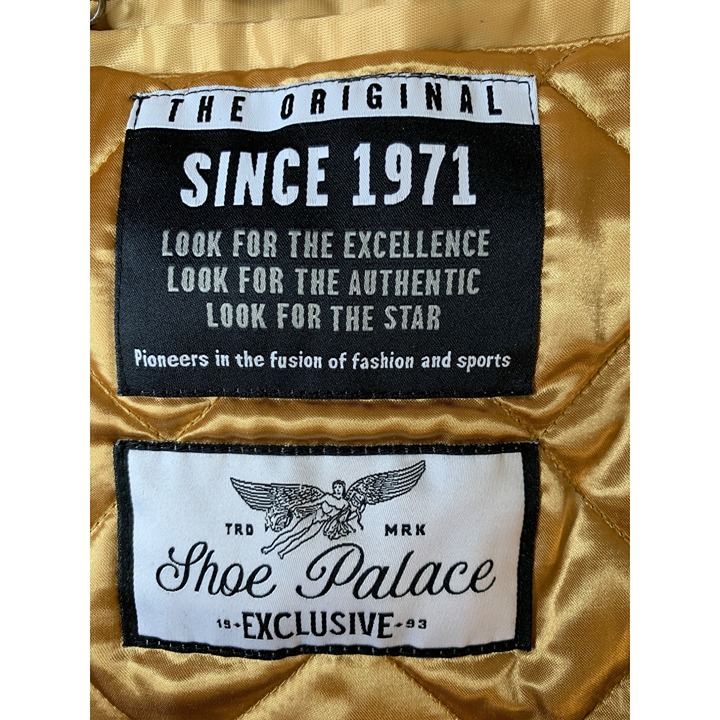 THE ORIGINAL
SINCE 1971
LOOK FOR THE EXCELLENCE
LOOK FOR THE AUTHENTIC
LOOK FOR THE STAR
Pioneers in the fusion of fashion and sports
TRD MRK
Shoe Palace
19 EXCLUSIVE 93